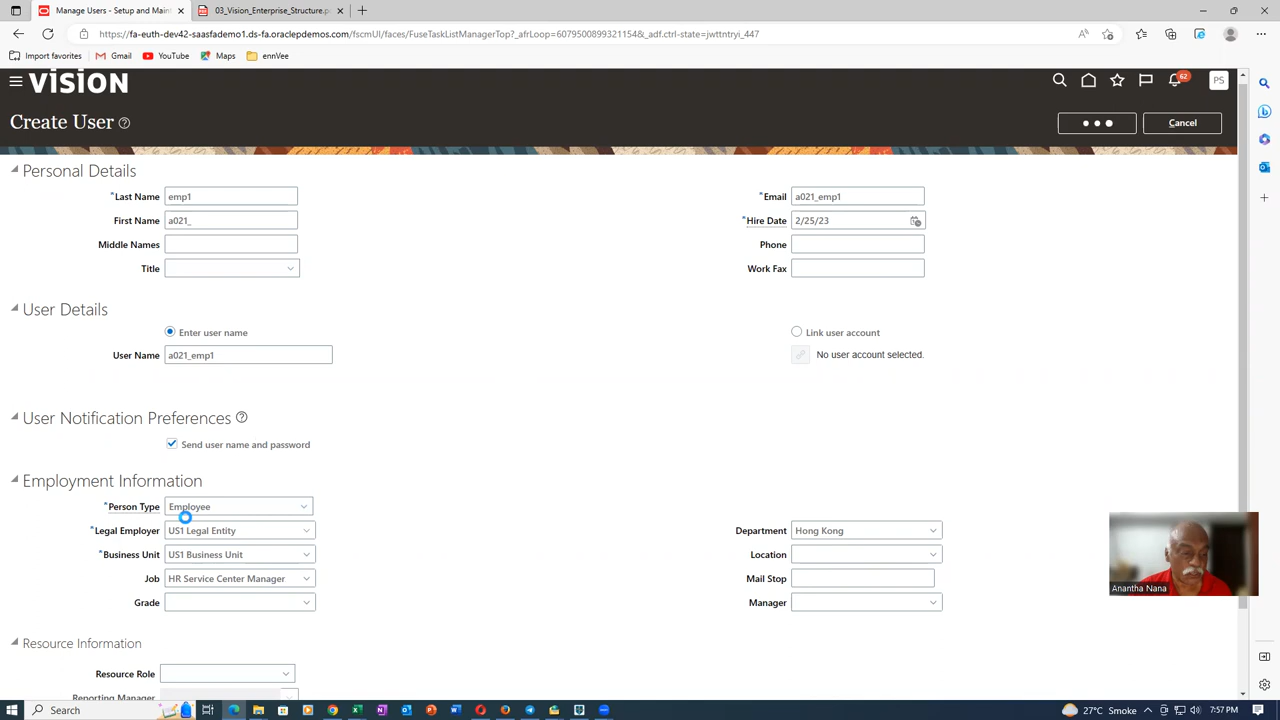 Manage Users - Setup and Maint
03_Vision_Enterprise_Structure.p
https://fa-euth-dev42-saasfademo1.ds-fa.oraclepdemos.com/fscmUI/faces/FuseTaskListManagerTop?_afrLoop=6079500899321154&_adf.ctrl-state=jwttntryi_447
Import favorites
Gmail
YouTube
Maps
ennVee
VISION
62
PS
Create User
Cancel
Personal Details
*Last Name emp1
*Email a021_emp1
First Name a021_
*Hire Date 2/25/23
Middle Names
Phone
Title
Work Fax
User Details
Enter user name
Link user account
User Name a021_emp1
No user account selected.
User Notification Preferences
Send user name and password
Employment Information
*Person Type Employee
*Legal Employer US1 Legal Entity
Department Hong Kong
*Business Unit US1 Business Unit
Location
Job HR Service Center Manager
Mail Stop
Grade
Manager
Anantha Nana
Resource Information
Resource Role
Reporting Manager
Search
27°C Smoke
7:57 PM